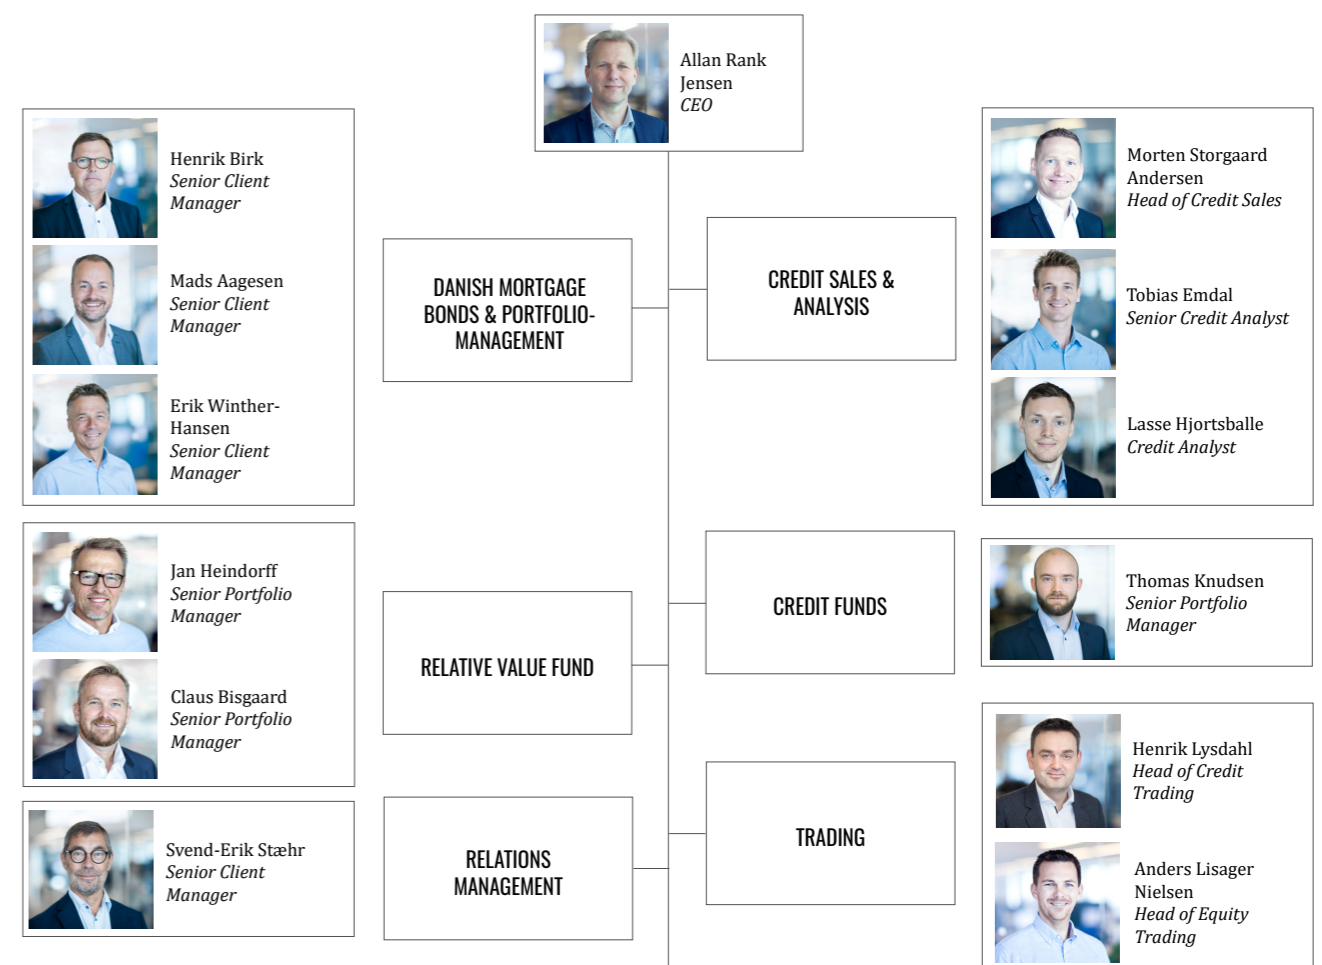 Allan Rank
Jensen
CEO
Henrik Birk
Senior Client
Manager
Mads Aagesen
Senior Client
Manager
Erik Winther-
Hansen
Senior Client
Manager
DANISH MORTGAGE
BONDS & PORTFOLIO-
MANAGEMENT
CREDIT SALES &
ANALYSIS
Morten Storgaard
Andersen
Head of Credit Sales
Tobias Emdal
Senior Credit Analyst
Lasse Hjortsballe
Credit Analyst
Jan Heindorff
Senior Portfolio
Manager
Claus Bisgaard
Senior Portfolio
Manager
RELATIVE VALUE FUND
CREDIT FUNDS
Thomas Knudsen
Senior Portfolio
Manager
Svend-Erik Stæhr
Senior Client
Manager
RELATIONS
MANAGEMENT
TRADING
Henrik Lysdahl
Head of Credit
Trading
Anders Lisager
Nielsen
Head of Equity
Trading